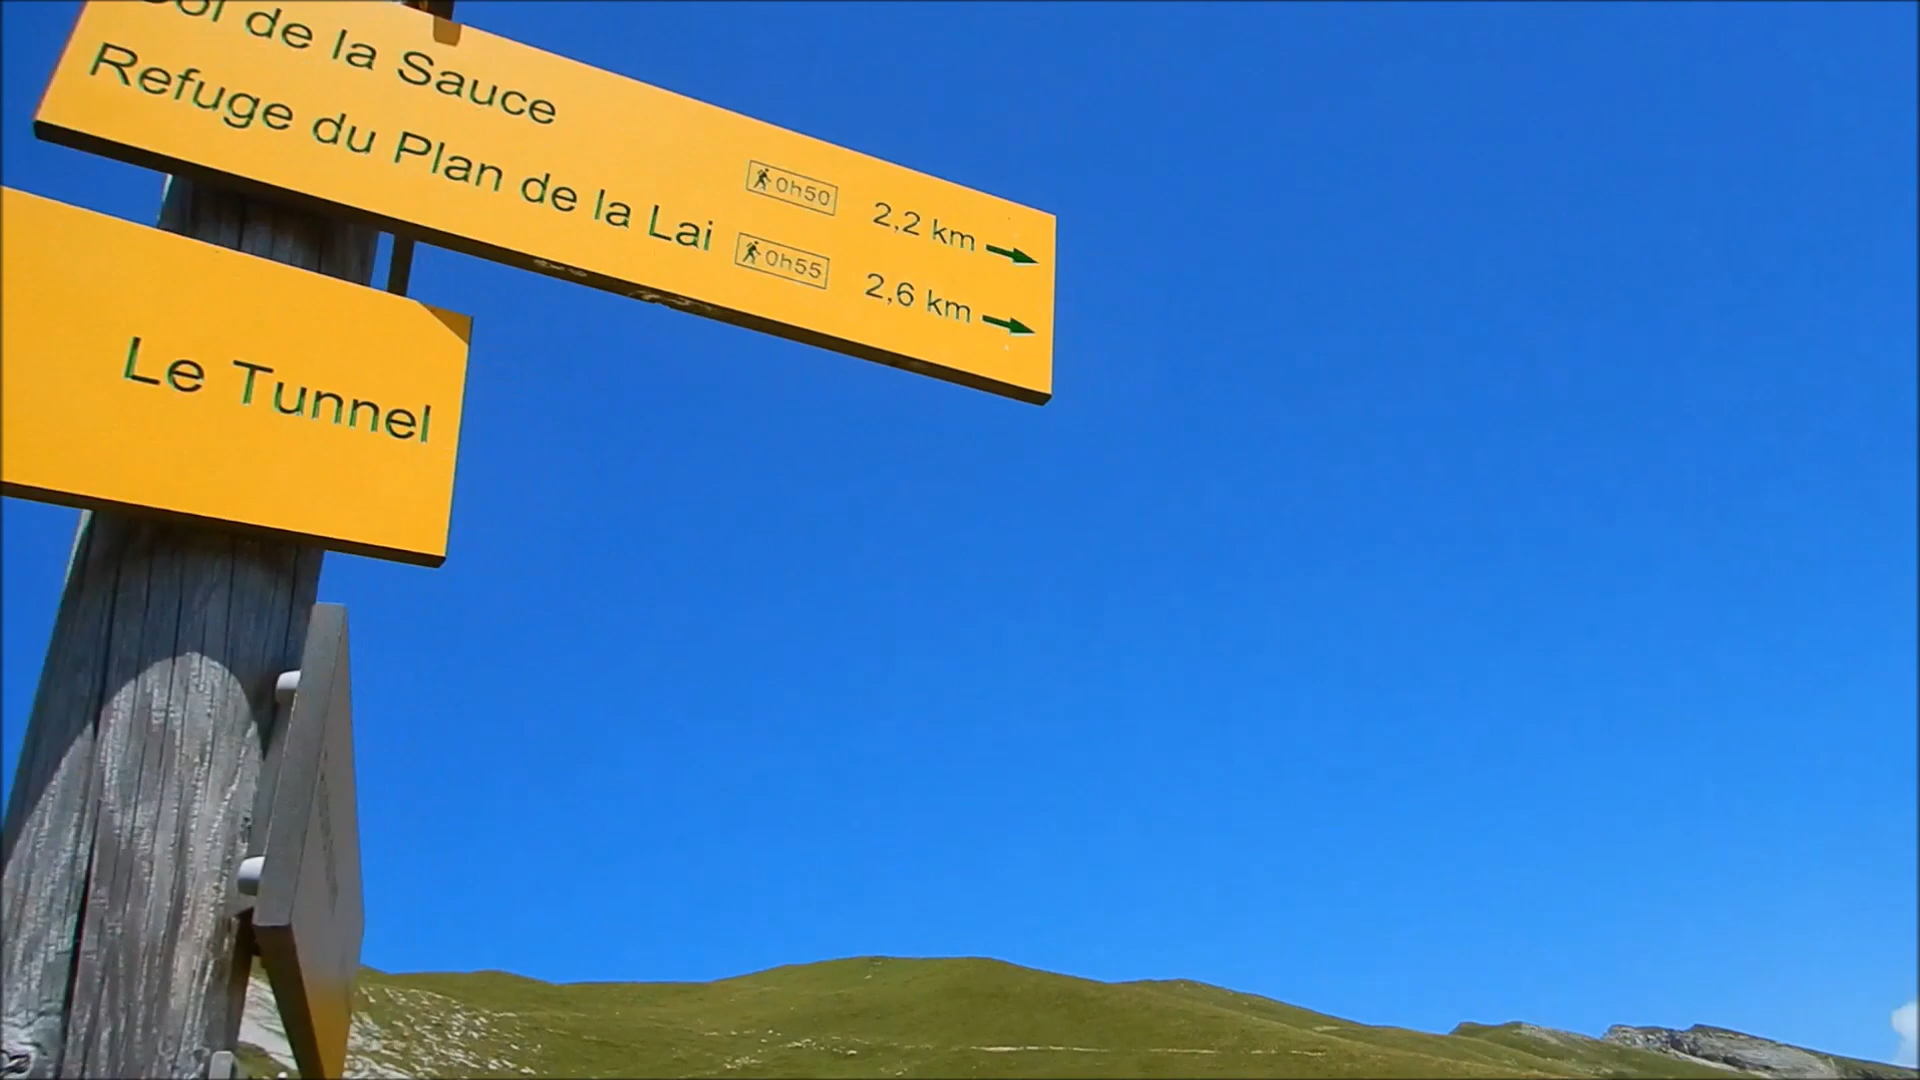 Col de la Sauce 0h50 2,2 km
Refuge du Plan de la Lai 0h55 2,6 km
Le Tunnel